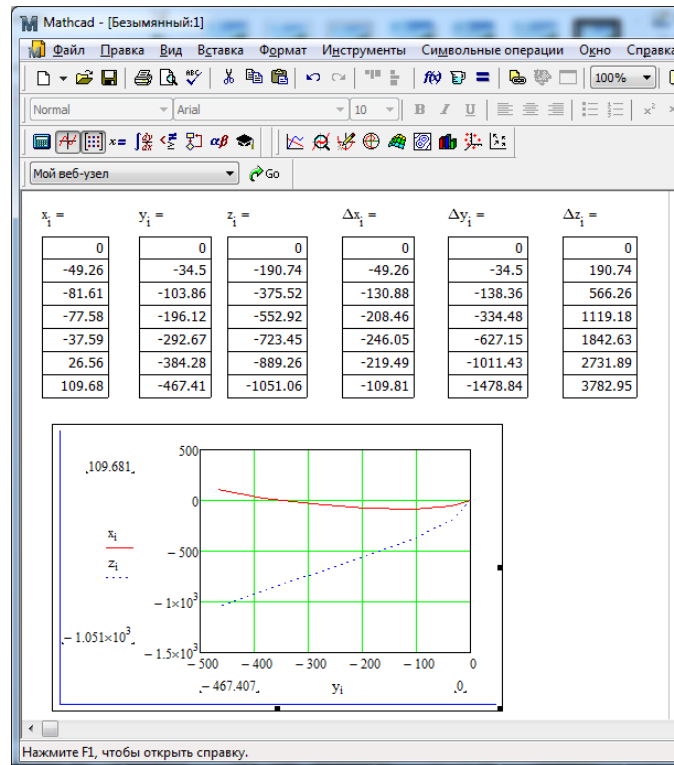 Mathcad - [Безымянный:1]
Файл Правка Вид Вставка Формат Инструменты Символьные операции Окно Справка
100%
Normal Arial 10 B I U
x=
αβ
Мой веб-узел Go
xᵢ = yᵢ = zᵢ = Δxᵢ = Δyᵢ = Δzᵢ =
0 0 0 0 0 0
-49.26 -34.5 -190.74 -49.26 -34.5 190.74
-81.61 -103.86 -375.52 -130.88 -138.36 566.26
-77.58 -196.12 -552.92 -208.46 -334.48 1119.18
-37.59 -292.67 -723.45 -246.05 -627.15 1842.63
26.56 -384.28 -889.26 -219.49 -1011.43 2731.89
109.68 -467.41 -1051.06 -109.81 -1478.84 3782.95
500
109.681
0
xᵢ
− 500
zᵢ
− 1×10³
− 1.051×10³
− 1.5×10³
− 500 − 400 − 300 − 200 − 100 0
− 467.407 yᵢ 0
Нажмите F1, чтобы открыть справку.